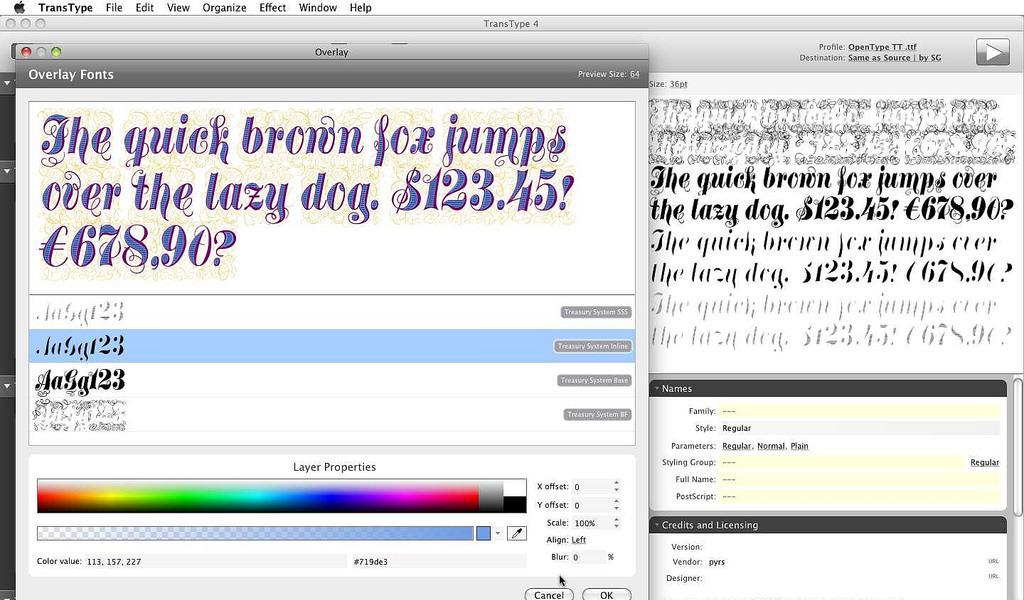 TransType File Edit View Organize Effect Window Help
TransType 4
Overlay
Profile: OpenType TT .ttf
Destination: Same as Source | by SG
Overlay Fonts
Preview Size: 64
Size: 36pt
The quick brown fox jumps
over the lazy dog. $123.45!
€678,90?
The quick brown fox jumps over
the lazy dog. $123.45! €678,90?
The quick brown fox jumps over
the lazy dog. $123.45! €678,90?
The quick brown fox jumps over
the lazy dog. $123.45! €678,90?
AaGg123 Treasury System SSS
AaGg123 Treasury System Inline
AaGg123 Treasury System Base
Treasury System BF
Names
Family: ---
Style: Regular
Parameters: Regular, Normal, Plain
Styling Group: --- Regular
Full Name: ---
PostScript: ---
Layer Properties
X offset: 0
Y offset: 0
Scale: 100%
Align: Left
Blur: 0 %
Color value: 113, 157, 227 #719de3
Credits and Licensing
Version:
Vendor: pyrs URL
Designer: URL
Cancel OK